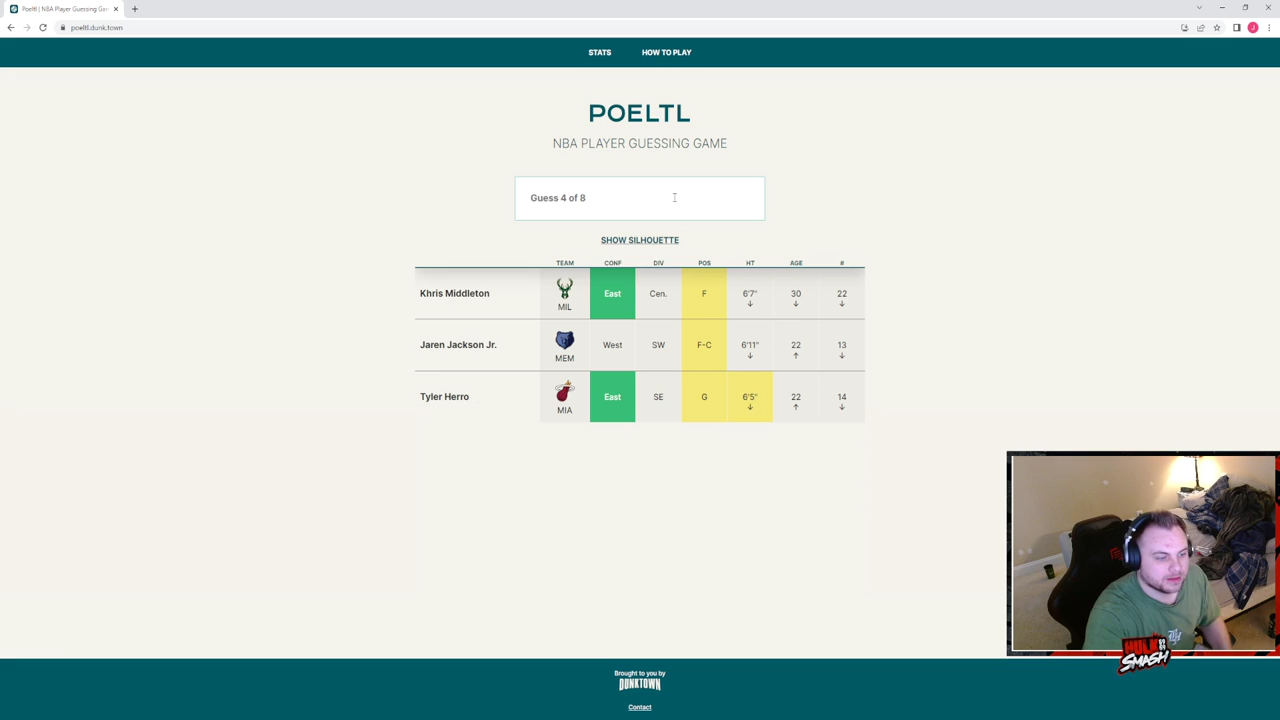 Poeltl | NBA Player Guessing Ga
poeltl.dunk.town
J
STATS HOW TO PLAY
POELTL
NBA PLAYER GUESSING GAME
Guess 4 of 8
SHOW SILHOUETTE
TEAM CONF DIV POS HT AGE #
Khris Middleton MIL East Cen. F 6'7" ↓ 30 ↓ 22 ↓
Jaren Jackson Jr. MEM West SW F-C 6'11" ↓ 22 ↑ 13 ↓
Tyler Herro MIA East SE G 6'5" ↓ 22 ↑ 14 ↓
HULK
SMASH
Brought to you by
DUNKTOWN
Contact